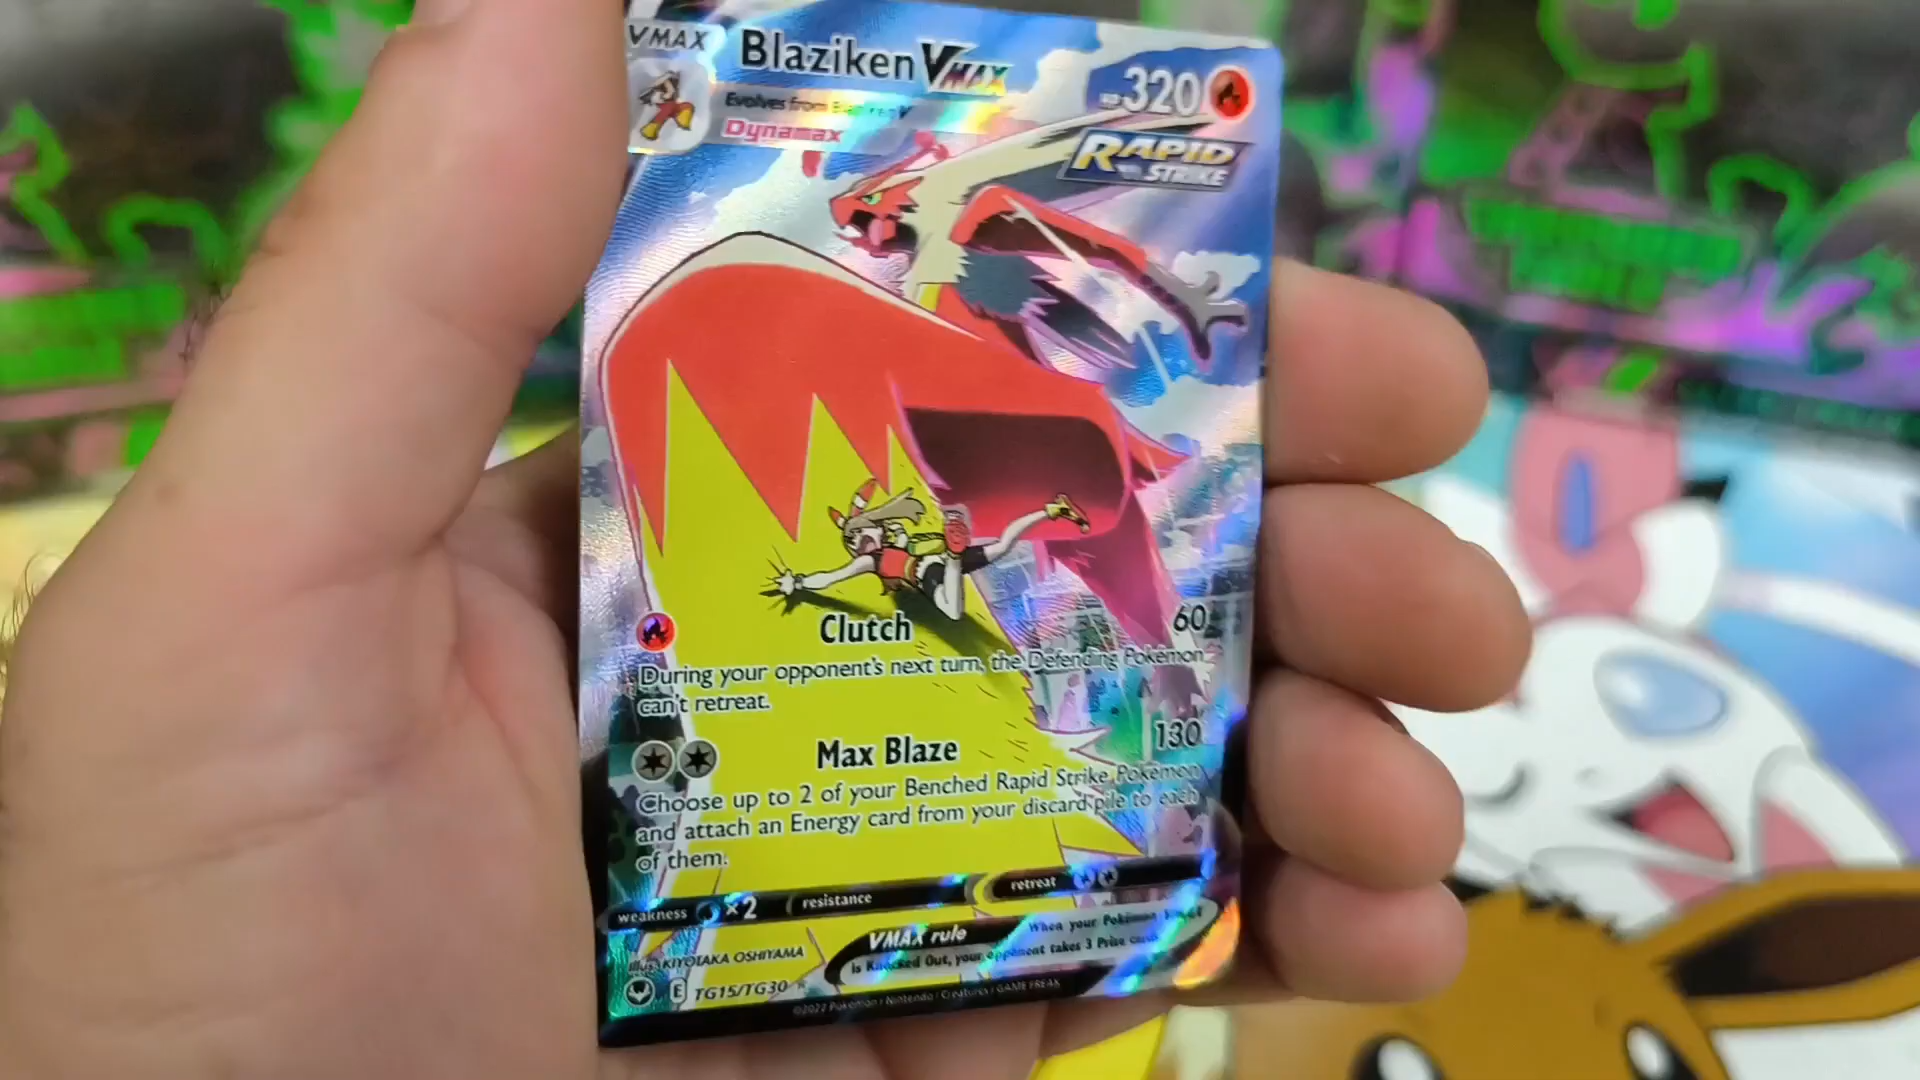 VMAX
Blaziken VMAX
320
Evolves from
Dynamax
RAPID
STRIKE
Clutch 60
During your opponent's next turn, the Defending Pokémon
can't retreat.
Max Blaze 130
Choose up to 2 of your Benched Rapid Strike Pokémon
and attach an Energy card from your discard pile to each
of them.
weakness ×2 resistance retreat
VMAX rule When your Pokémon
is Knocked Out, your opponent takes 3 Prize cards.
Illus. KIYOTAKA OSHIYAMA
E TG15/TG30
©2022 Pokémon / Nintendo / Creatures / GAME FREAK